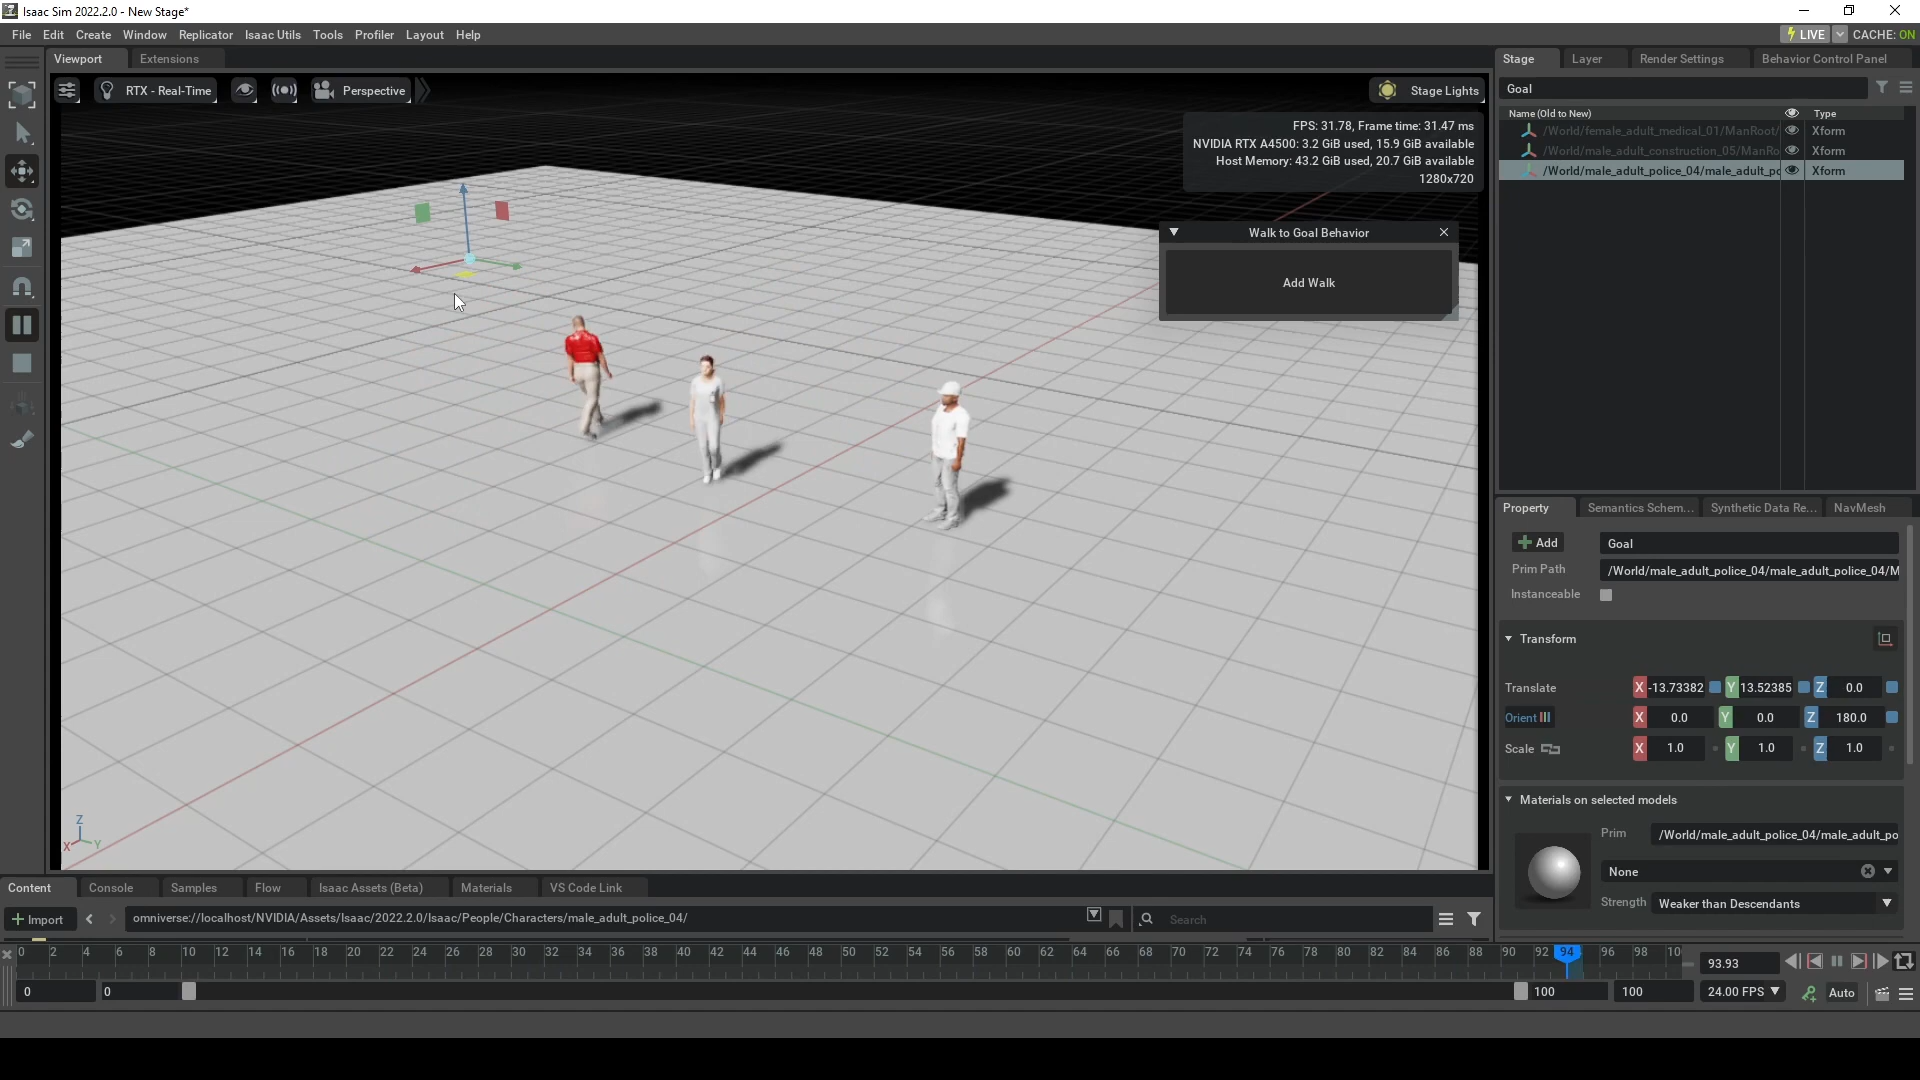 Isaac Sim 2022.2.0 - New Stage*
File Edit Create Window Replicator Isaac Utils Tools Profiler Layout Help
LIVE CACHE: ON
Viewport Extensions
RTX - Real-Time Perspective
Stage Lights
FPS: 31.78, Frame time: 31.47 ms
NVIDIA RTX A4500: 3.2 GiB used, 15.9 GiB available
Host Memory: 43.2 GiB used, 20.7 GiB available
1280x720
Walk to Goal Behavior
Add Walk
Z
X
Y
Stage Layer Render Settings Behavior Control Panel
Goal
Name (Old to New) Type
/World/female_adult_medical_01/ManRoot/ Xform
/World/male_adult_construction_05/ManRo Xform
/World/male_adult_police_04/male_adult_po Xform
Property Semantics Schem... Synthetic Data Re... NavMesh
Add Goal
Prim Path /World/male_adult_police_04/male_adult_police_04/M
Instanceable
Transform
Translate X -13.73382 Y 13.52385 Z 0.0
Orient X 0.0 Y 0.0 Z 180.0
Scale X 1.0 Y 1.0 Z 1.0
Materials on selected models
Prim /World/male_adult_police_04/male_adult_po
None
Strength Weaker than Descendants
Content Console Samples Flow Isaac Assets (Beta) Materials VS Code Link
Import omniverse://localhost/NVIDIA/Assets/Isaac/2022.2.0/Isaac/People/Characters/male_adult_police_04/ Search
0 2 4 6 8 10 12 14 16 18 20 22 24 26 28 30 32 34 36 38 40 42 44 46 48 50 52 54 56 58 60 62 64 66 68 70 72 74 76 78 80 82 84 86 88 90 92 94 96 98 10
93.93
0 0 100 100 24.00 FPS Auto